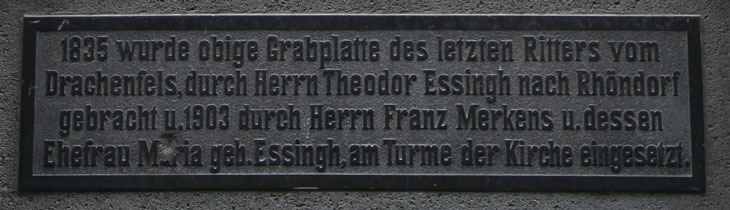 1835 wurde obige Grabplatte des letzten Ritters vom
Drachenfels, durch Herrn Theodor Essingh nach Rhöndorf
gebracht u. 1903 durch Herrn Franz Merkens u. dessen
Ehefrau Maria geb. Essingh, am Turme der Kirche eingesetzt.